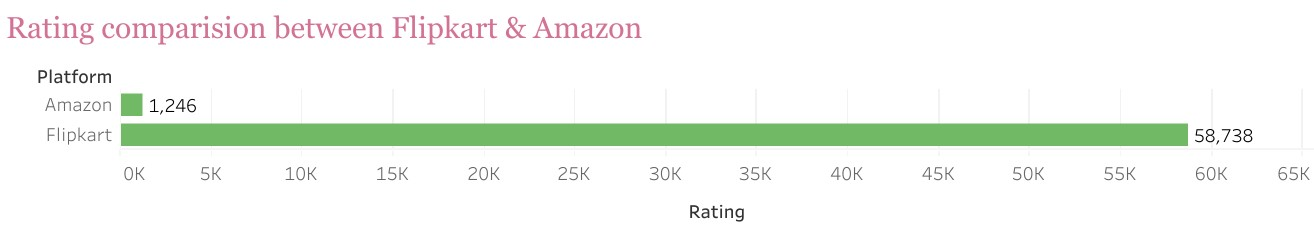 Rating comparision between Flipkart & Amazon
Platform
Amazon 1,246
Flipkart 58,738
0K 5K 10K 15K 20K 25K 30K 35K 40K 45K 50K 55K 60K 65K
Rating